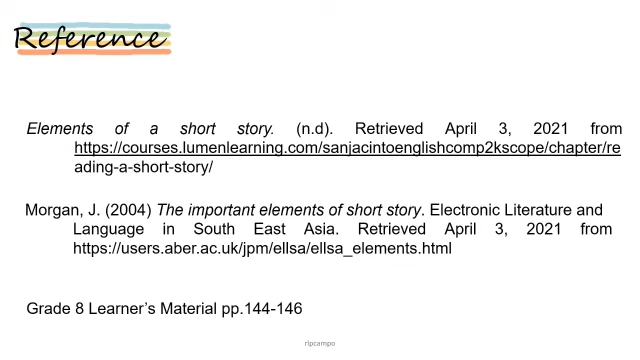 Reference
Elements of a short story. (n.d). Retrieved April 3, 2021 from
https://courses.lumenlearning.com/sanjacintoenglishcomp2kscope/chapter/re
ading-a-short-story/
Morgan, J. (2004) The important elements of short story. Electronic Literature and
Language in South East Asia. Retrieved April 3, 2021 from
https://users.aber.ac.uk/jpm/ellsa/ellsa_elements.html
Grade 8 Learner’s Material pp.144-146
rlpcampo